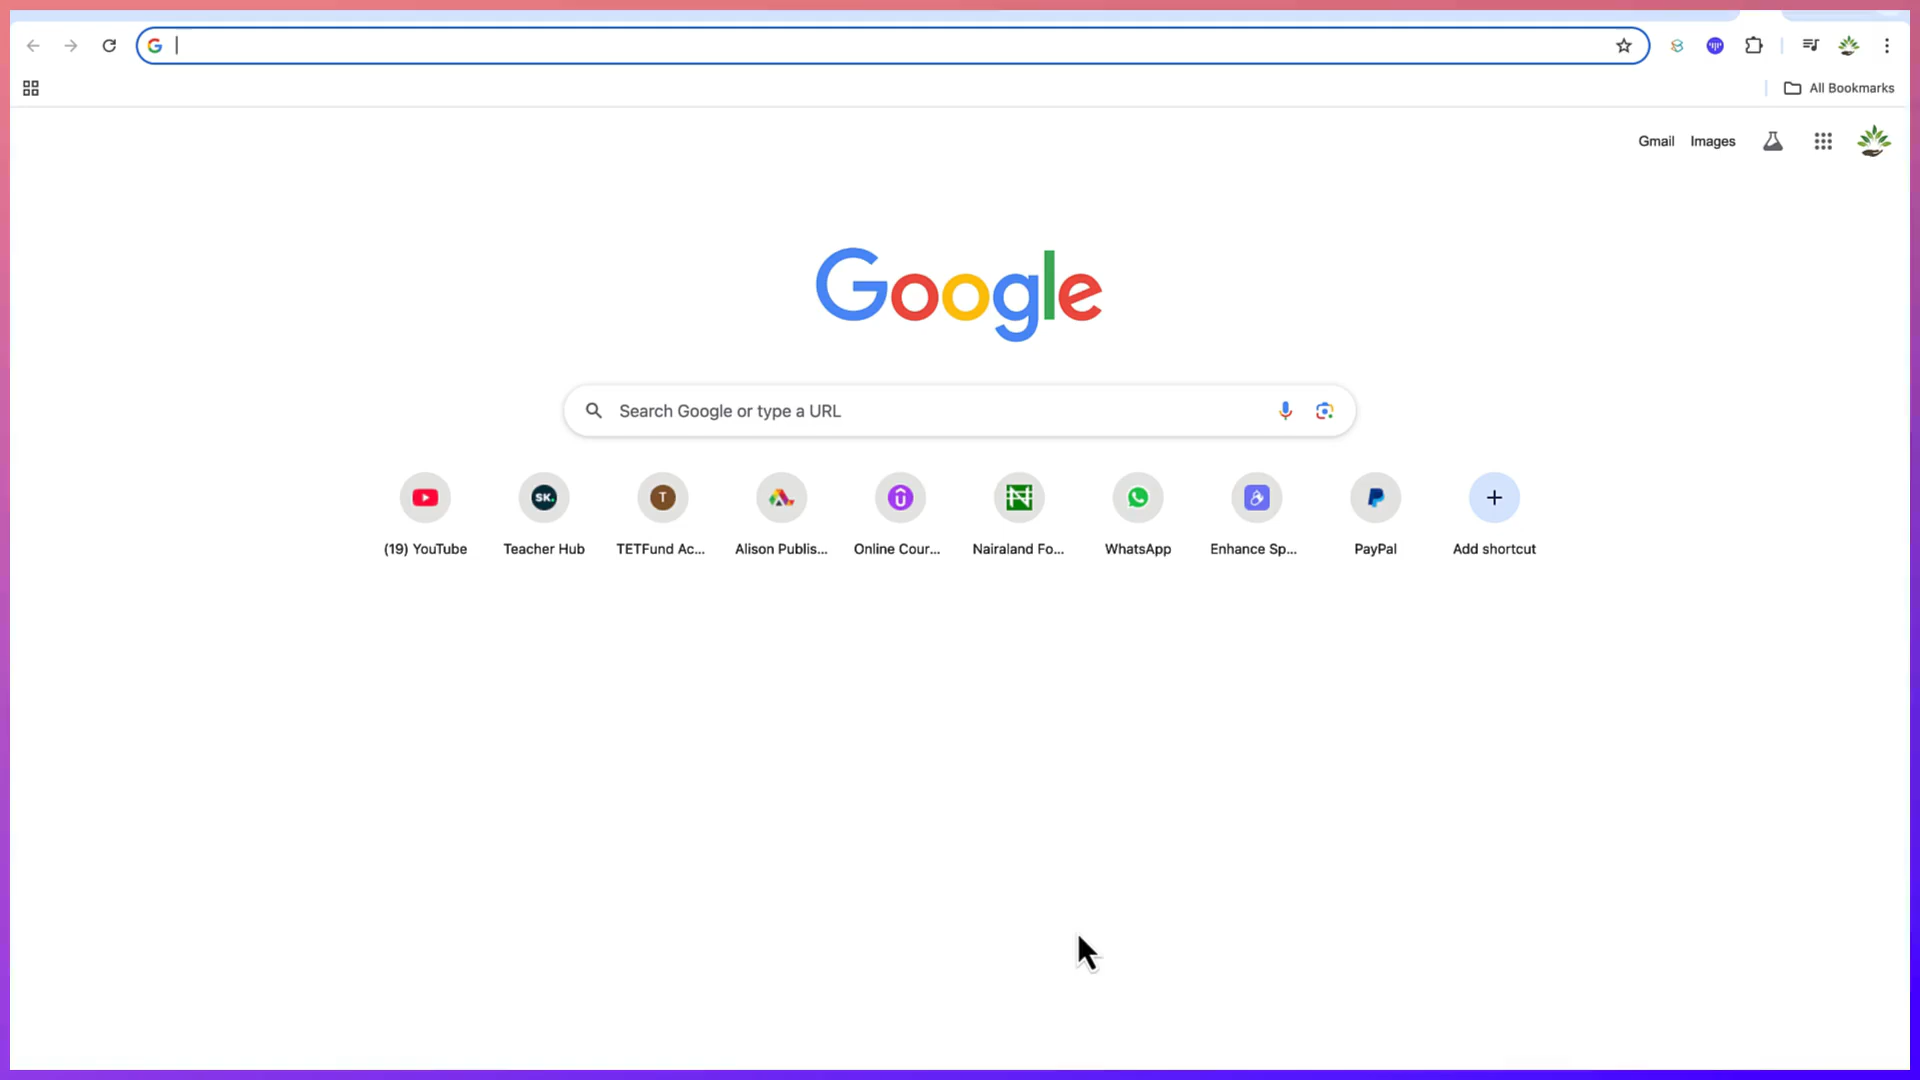 All Bookmarks
Gmail Images
Google
Search Google or type a URL
SK. T
(19) YouTube Teacher Hub TETFund Ac... Alison Publis... Online Cour... Nairaland Fo... WhatsApp Enhance Sp... PayPal Add shortcut